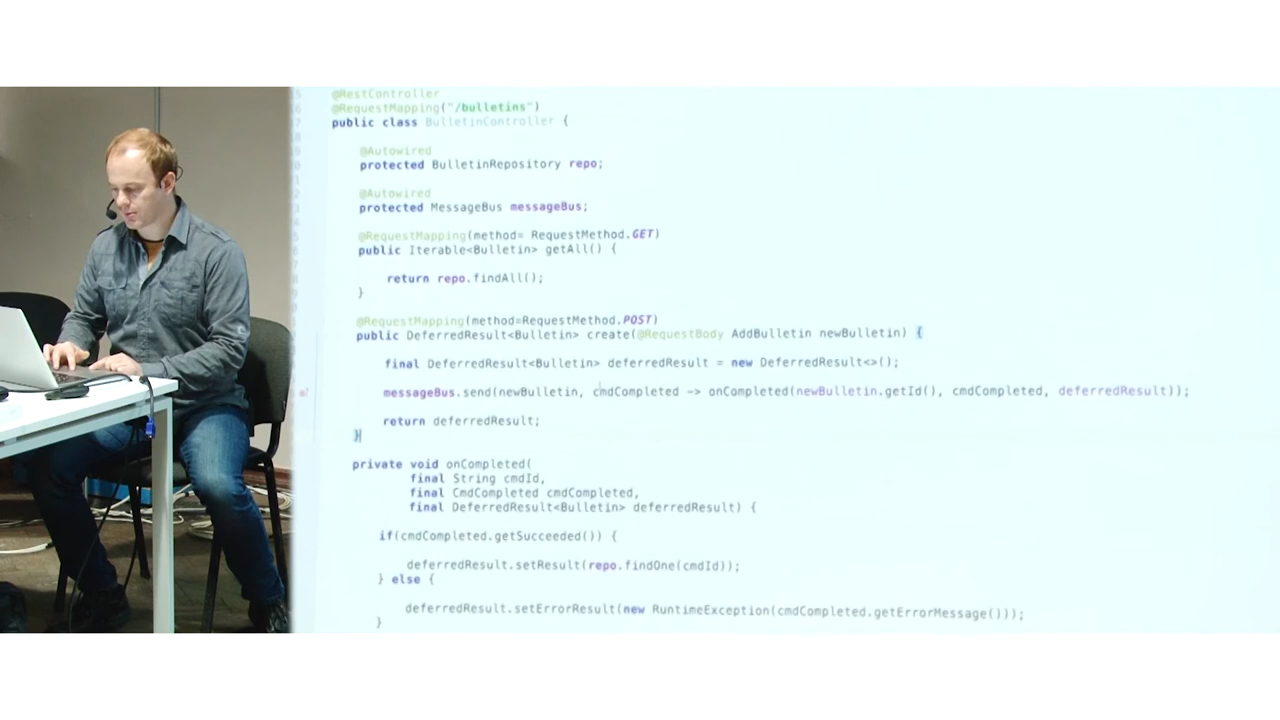 @RestController
@RequestMapping("/bulletins")
public class BulletinController {
@Autowired
protected BulletinRepository repo;
@Autowired
protected MessageBus messageBus;
@RequestMapping(method= RequestMethod.GET)
public Iterable<Bulletin> getAll() {
return repo.findAll();
}
@RequestMapping(method=RequestMethod.POST)
public DeferredResult<Bulletin> create(@RequestBody AddBulletin newBulletin) {
final DeferredResult<Bulletin> deferredResult = new DeferredResult<>();
messageBus.send(newBulletin, cmdCompleted -> onCompleted(newBulletin.getId(), cmdCompleted, deferredResult));
return deferredResult;
}
private void onCompleted(
final String cmdId,
final CmdCompleted cmdCompleted,
final DeferredResult<Bulletin> deferredResult) {
if(cmdCompleted.getSucceeded()) {
deferredResult.setResult(repo.findOne(cmdId));
} else {
deferredResult.setErrorResult(new RuntimeException(cmdCompleted.getErrorMessage()));
}